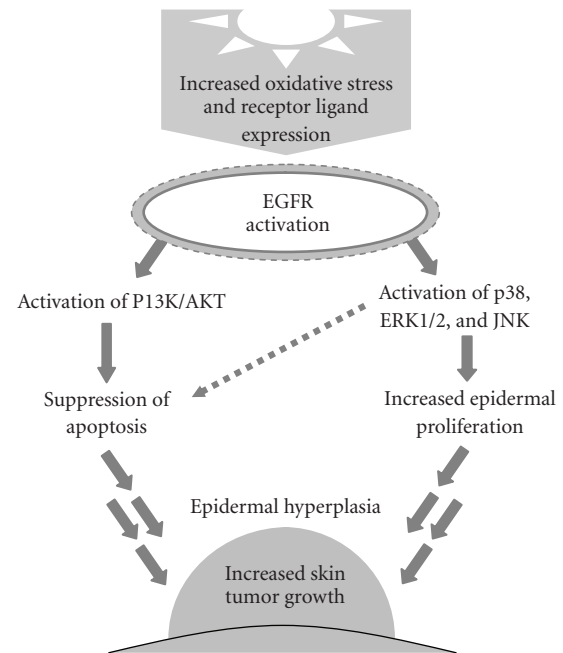 Increased oxidative stress
and receptor ligand
expression
EGFR
activation
Activation of P13K/AKT
Activation of p38,
ERK1/2, and JNK
Suppression of
apoptosis
Increased epidermal
proliferation
Epidermal hyperplasia
Increased skin
tumor growth